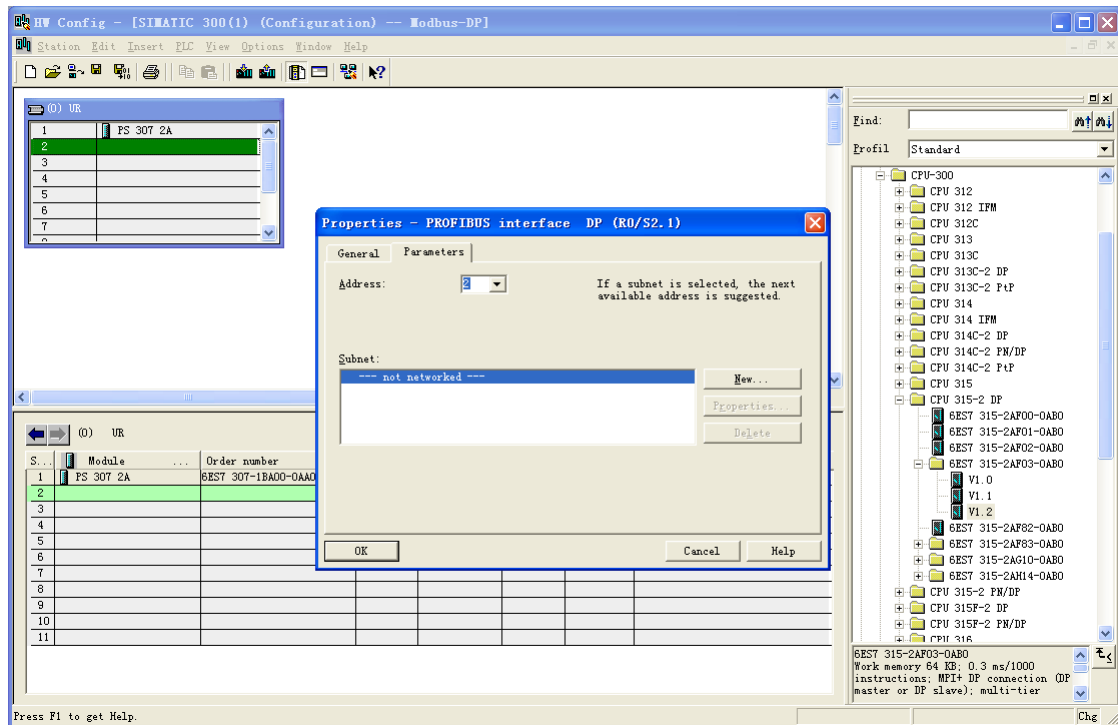 HW Config - [SIMATIC 300(1) (Configuration) -- Modbus-DP]
Station Edit Insert PLC View Options Window Help
(0) UR
1 PS 307 2A
2
3
4
5
6
7
Properties - PROFIBUS interface DP (R0/S2.1)
General Parameters
Address: 2
If a subnet is selected, the next
available address is suggested.
Subnet:
--- not networked ---
New...
Properties...
Delete
OK Cancel Help
(0) UR
S... Module ... Order number
1 PS 307 2A 6ES7 307-1BA00-0AA0
2
3
4
5
6
7
8
9
10
11
Find:
Profil Standard
CPU-300
CPU 312
CPU 312 IFM
CPU 312C
CPU 313
CPU 313C
CPU 313C-2 DP
CPU 313C-2 PtP
CPU 314
CPU 314 IFM
CPU 314C-2 DP
CPU 314C-2 PN/DP
CPU 314C-2 PtP
CPU 315
CPU 315-2 DP
6ES7 315-2AF00-0AB0
6ES7 315-2AF01-0AB0
6ES7 315-2AF02-0AB0
6ES7 315-2AF03-0AB0
V1.0
V1.1
V1.2
6ES7 315-2AF82-0AB0
6ES7 315-2AF83-0AB0
6ES7 315-2AG10-0AB0
6ES7 315-2AH14-0AB0
CPU 315-2 PN/DP
CPU 315F-2 DP
CPU 315F-2 PN/DP
CPU 316
6ES7 315-2AF03-0AB0
Work memory 64 KB; 0.3 ms/1000
instructions; MPI+ DP connection (DP
master or DP slave); multi-tier
Press F1 to get Help.
Chg